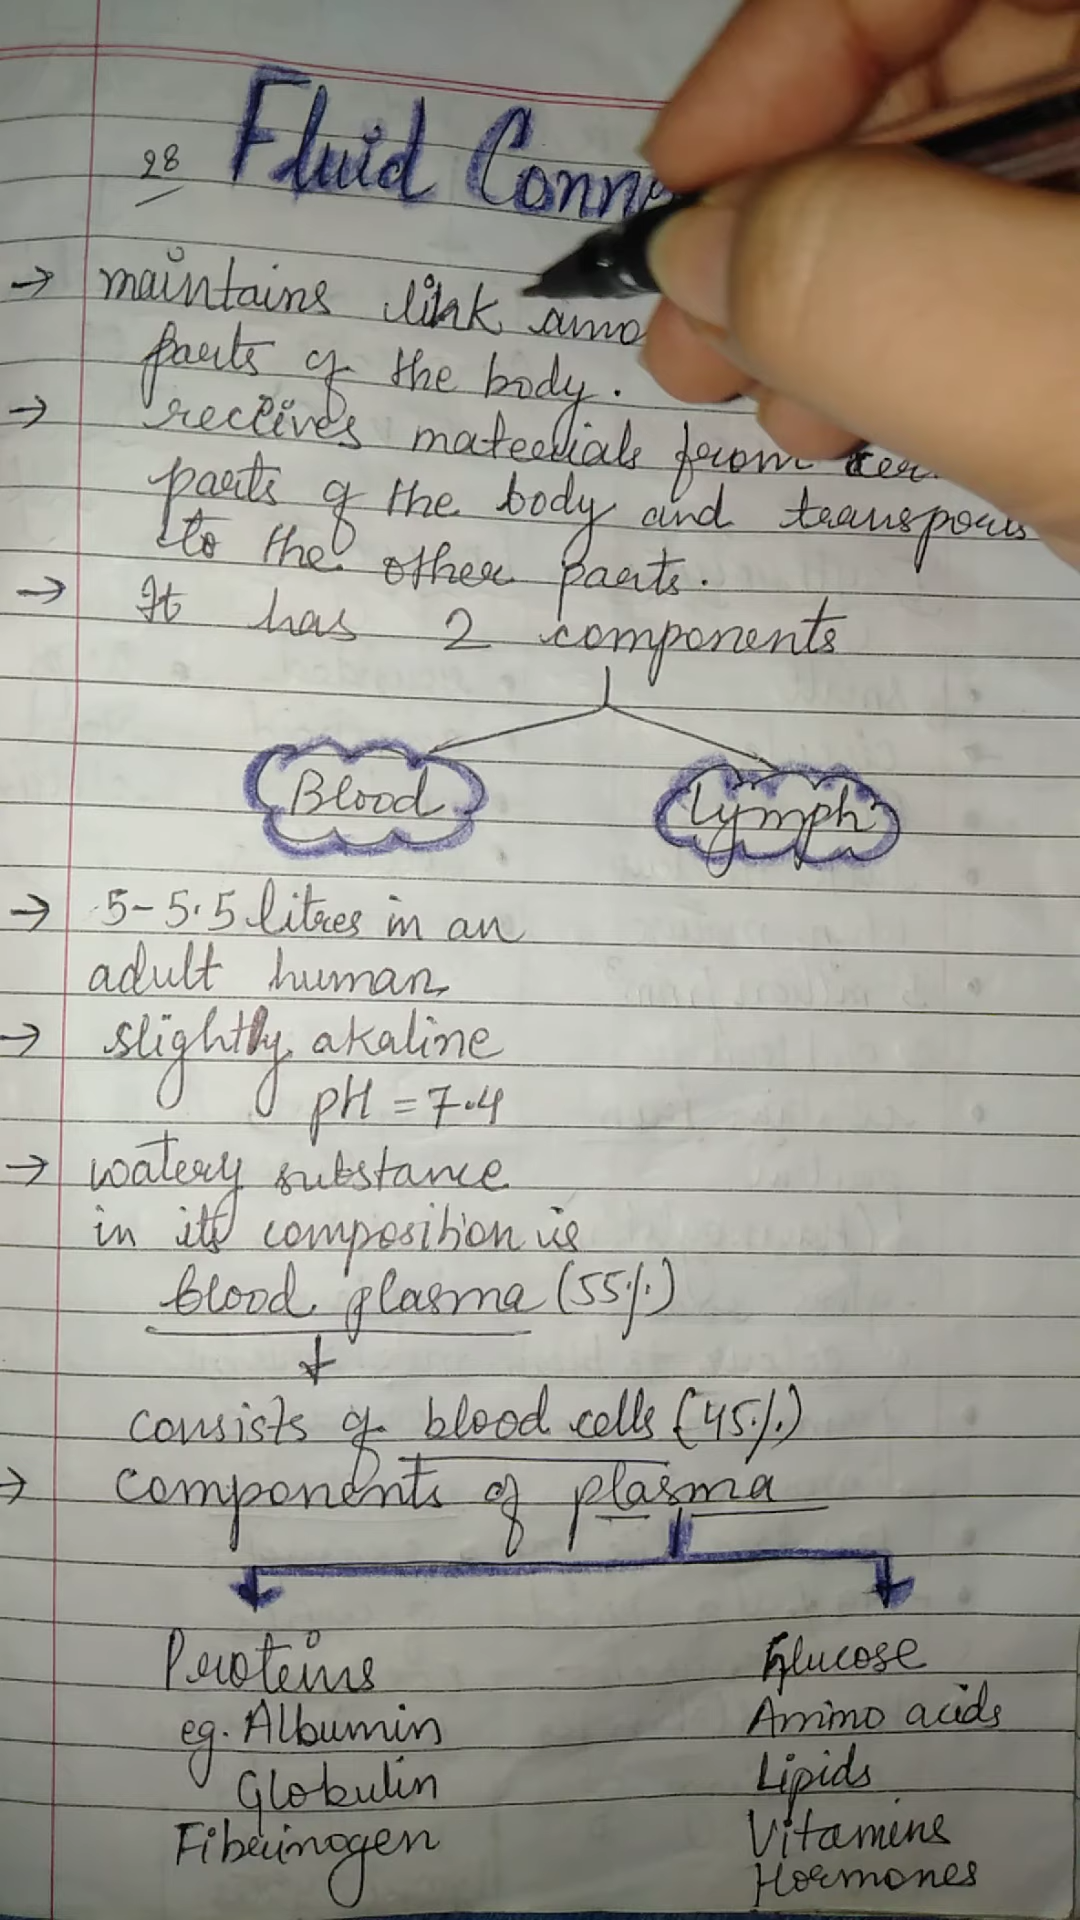 28 Fluid Conn
→ maintains link amo
parts of the body.
→ receives materials from cer
parts of the body and transports
to the other parts.
→ It has 2 components
Blood Lymph
→ 5-5.5 litres in an
adult human
→ slightly akaline
pH = 7.4
→ watery substance
in its composition is
blood plasma (55%)
consists of blood cells (45%)
→ components of plasma
Proteins Glucose
eg. Albumin Amino acids
Globulin Lipids
Fibrinogen Vitamins
Hormones